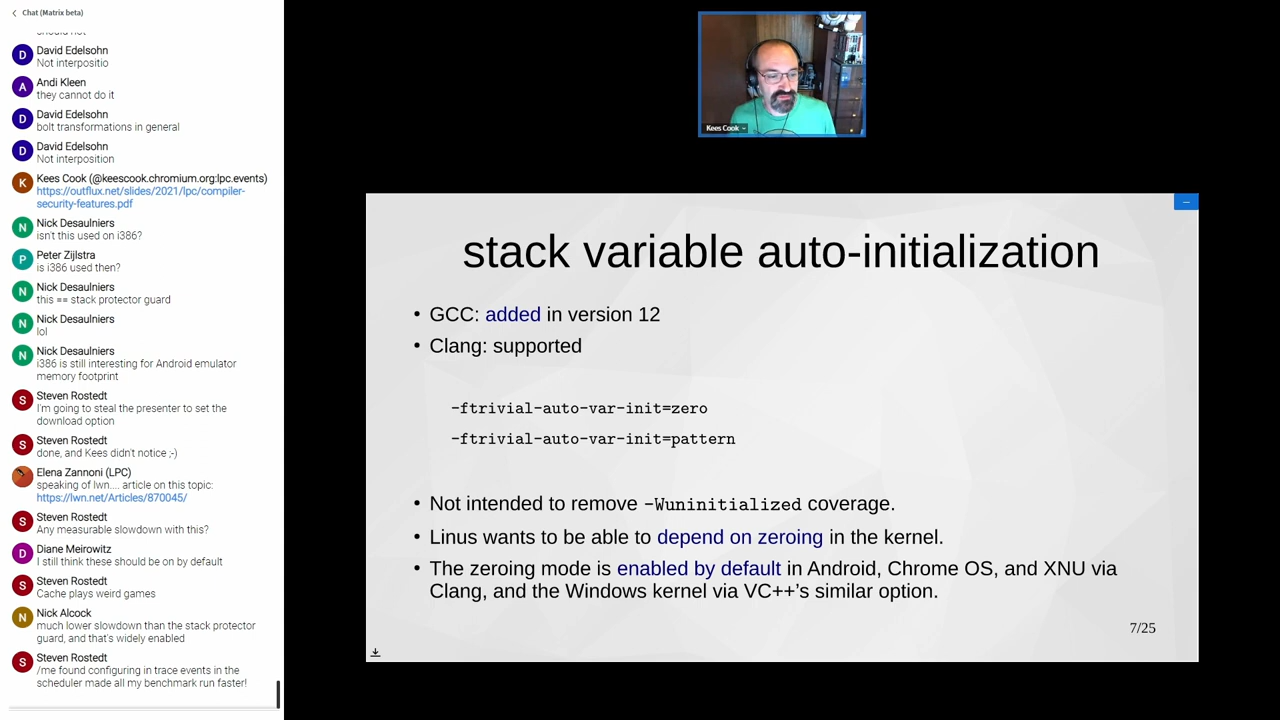 Chat (Matrix beta)
should not
David Edelsohn
Not interpositio
Andi Kleen
they cannot do it
David Edelsohn
bolt transformations in general
David Edelsohn
Not interposition
Kees Cook (@keescook.chromium.org:lpc.events)
https://outflux.net/slides/2021/lpc/compiler-
security-features.pdf
Nick Desaulniers
isn't this used on i386?
Peter Zijlstra
is i386 used then?
Nick Desaulniers
this == stack protector guard
Nick Desaulniers
lol
Nick Desaulniers
i386 is still interesting for Android emulator
memory footprint
Steven Rostedt
I'm going to steal the presenter to set the
download option
Steven Rostedt
done, and Kees didn't notice ;-)
Elena Zannoni (LPC)
speaking of lwn.... article on this topic:
https://lwn.net/Articles/870045/
Steven Rostedt
Any measurable slowdown with this?
Diane Meirowitz
I still think these should be on by default
Steven Rostedt
Cache plays weird games
Nick Alcock
much lower slowdown than the stack protector
guard, and that's widely enabled
Steven Rostedt
/me found configuring in trace events in the
scheduler made all my benchmark run faster!
Kees Cook
stack variable auto-initialization
• GCC: added in version 12
• Clang: supported
-ftrivial-auto-var-init=zero
-ftrivial-auto-var-init=pattern
• Not intended to remove -Wuninitialized coverage.
• Linus wants to be able to depend on zeroing in the kernel.
• The zeroing mode is enabled by default in Android, Chrome OS, and XNU via
Clang, and the Windows kernel via VC++'s similar option.
7/25